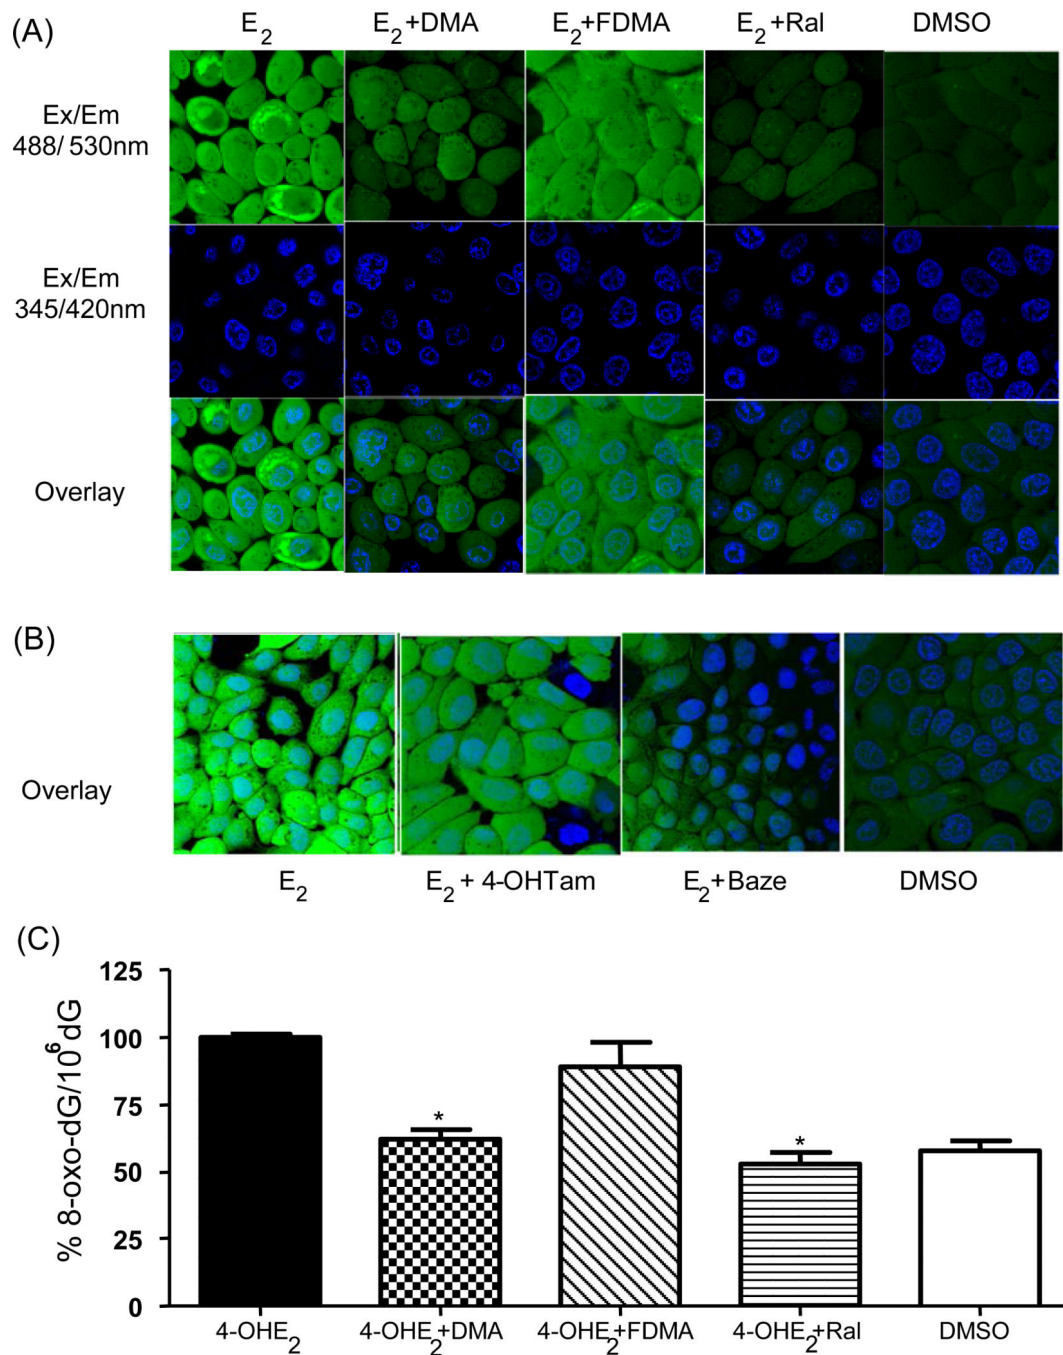 (A)
E2 E2+DMA E2+FDMA E2+Ral DMSO
Ex/Em
488/ 530nm
Ex/Em
345/420nm
Overlay
(B)
Overlay
E2 E2 + 4-OHTam E2+Baze DMSO
(C)
% 8-oxo-dG/10^6 dG
125
100
75
50
25
0
*
*
4-OHE2 4-OHE2+DMA 4-OHE2+FDMA 4-OHE2+Ral DMSO